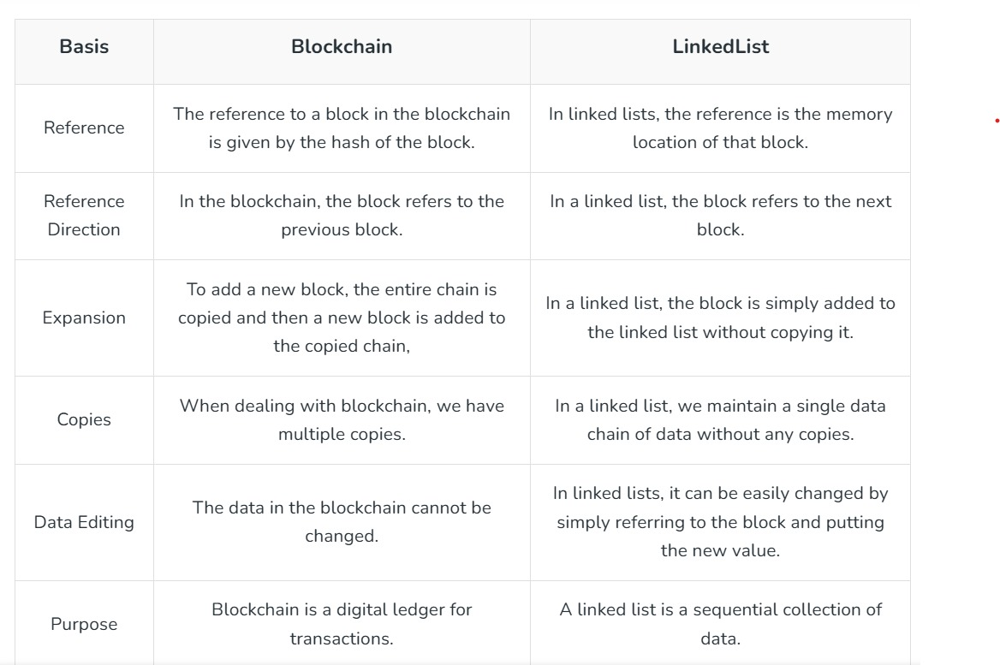 Basis
Blockchain
LinkedList
Reference
The reference to a block in the blockchain
is given by the hash of the block.
In linked lists, the reference is the memory
location of that block.
Reference
Direction
In the blockchain, the block refers to the
previous block.
In a linked list, the block refers to the next
block.
Expansion
To add a new block, the entire chain is
copied and then a new block is added to
the copied chain,
In a linked list, the block is simply added to
the linked list without copying it.
Copies
When dealing with blockchain, we have
multiple copies.
In a linked list, we maintain a single data
chain of data without any copies.
Data Editing
The data in the blockchain cannot be
changed.
In linked lists, it can be easily changed by
simply referring to the block and putting
the new value.
Purpose
Blockchain is a digital ledger for
transactions.
A linked list is a sequential collection of
data.